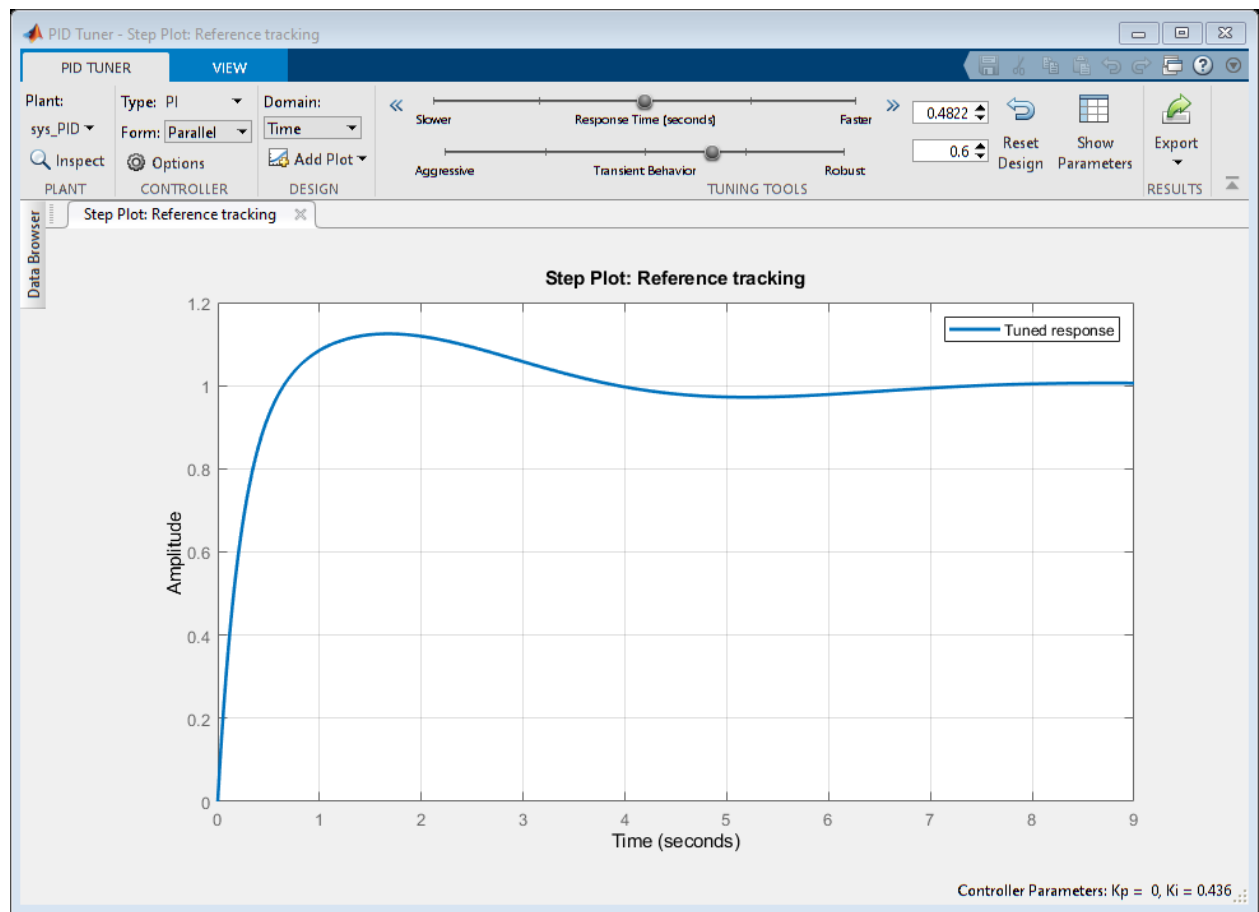 PID Tuner - Step Plot: Reference tracking
PID TUNER VIEW
Plant: Type: PI Domain:
sys_PID Form: Parallel Time
Inspect Options Add Plot
PLANT CONTROLLER DESIGN
Slower Response Time (seconds) Faster 0.4822
Aggressive Transient Behavior Robust 0.6
TUNING TOOLS
Reset Design Show Parameters
Export
RESULTS
Data Browser
Step Plot: Reference tracking
Step Plot: Reference tracking
Tuned response
1.2
1
0.8
0.6
0.4
0.2
0
Amplitude
0 1 2 3 4 5 6 7 8 9
Time (seconds)
Controller Parameters: Kp = 0, Ki = 0.436